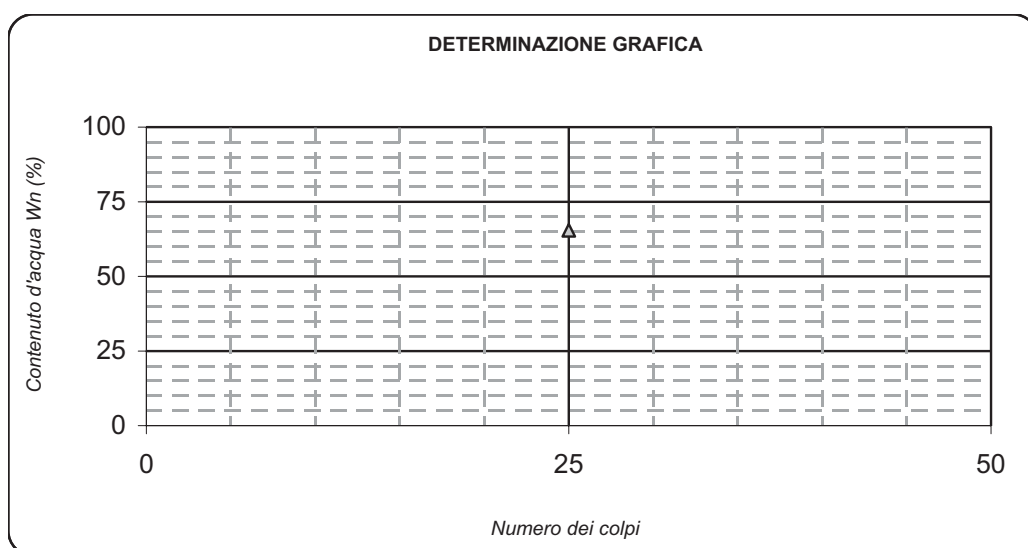 DETERMINAZIONE GRAFICA
100
75
50
25
0
Contenuto d'acqua Wn (%)
0 25 50
Numero dei colpi